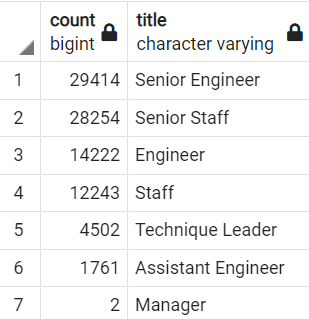 count title
bigint character varying
1 29414 Senior Engineer
2 28254 Senior Staff
3 14222 Engineer
4 12243 Staff
5 4502 Technique Leader
6 1761 Assistant Engineer
7 2 Manager